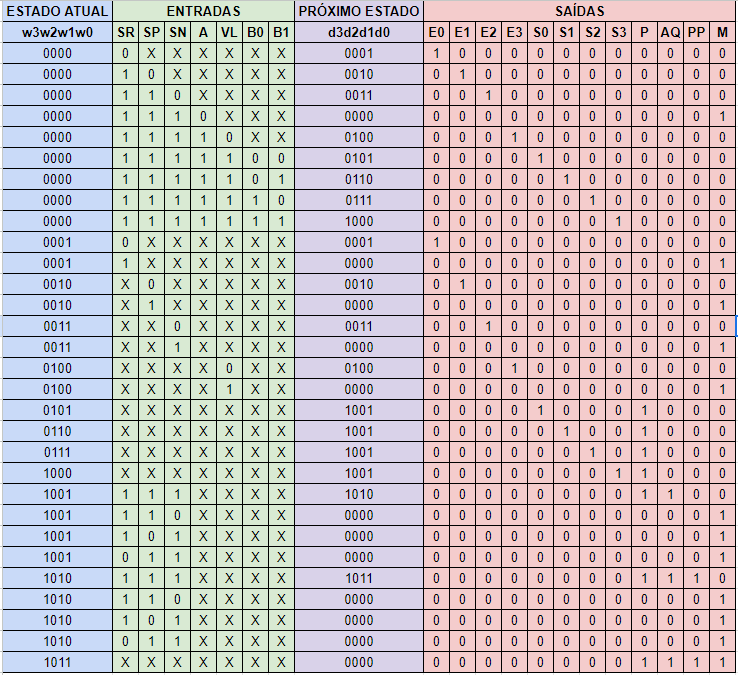 ESTADO ATUAL ENTRADAS PRÓXIMO ESTADO SAÍDAS
w3w2w1w0 SR SP SN A VL B0 B1 d3d2d1d0 E0 E1 E2 E3 S0 S1 S2 S3 P AQ PP M
0000 0 X X X X X X 0001 1 0 0 0 0 0 0 0 0 0 0 0
0000 1 0 X X X X X 0010 0 1 0 0 0 0 0 0 0 0 0 0
0000 1 1 0 X X X X 0011 0 0 1 0 0 0 0 0 0 0 0 0
0000 1 1 1 0 X X X 0000 0 0 0 0 0 0 0 0 0 0 0 1
0000 1 1 1 1 0 X X 0100 0 0 0 1 0 0 0 0 0 0 0 0
0000 1 1 1 1 1 0 0 0101 0 0 0 0 1 0 0 0 0 0 0 0
0000 1 1 1 1 1 0 1 0110 0 0 0 0 0 1 0 0 0 0 0 0
0000 1 1 1 1 1 1 0 0111 0 0 0 0 0 0 1 0 0 0 0 0
0000 1 1 1 1 1 1 1 1000 0 0 0 0 0 0 0 1 0 0 0 0
0001 0 X X X X X X 0001 1 0 0 0 0 0 0 0 0 0 0 0
0001 1 X X X X X X 0000 0 0 0 0 0 0 0 0 0 0 0 1
0010 X 0 X X X X X 0010 0 1 0 0 0 0 0 0 0 0 0 0
0010 X 1 X X X X X 0000 0 0 0 0 0 0 0 0 0 0 0 1
0011 X X 0 X X X X 0011 0 0 1 0 0 0 0 0 0 0 0 0
0011 X X 1 X X X X 0000 0 0 0 0 0 0 0 0 0 0 0 1
0100 X X X X 0 X X 0100 0 0 0 1 0 0 0 0 0 0 0 0
0100 X X X X 1 X X 0000 0 0 0 0 0 0 0 0 0 0 0 1
0101 X X X X X X X 1001 0 0 0 0 1 0 0 0 1 0 0 0
0110 X X X X X X X 1001 0 0 0 0 0 1 0 0 1 0 0 0
0111 X X X X X X X 1001 0 0 0 0 0 0 1 0 1 0 0 0
1000 X X X X X X X 1001 0 0 0 0 0 0 0 1 1 0 0 0
1001 1 1 1 X X X X 1010 0 0 0 0 0 0 0 0 1 1 0 0
1001 1 1 0 X X X X 0000 0 0 0 0 0 0 0 0 0 0 0 1
1001 1 0 1 X X X X 0000 0 0 0 0 0 0 0 0 0 0 0 1
1001 0 1 1 X X X X 0000 0 0 0 0 0 0 0 0 0 0 0 1
1010 1 1 1 X X X X 1011 0 0 0 0 0 0 0 0 1 1 1 0
1010 1 1 0 X X X X 0000 0 0 0 0 0 0 0 0 0 0 0 1
1010 1 0 1 X X X X 0000 0 0 0 0 0 0 0 0 0 0 0 1
1010 0 1 1 X X X X 0000 0 0 0 0 0 0 0 0 0 0 0 1
1011 X X X X X X X 0000 0 0 0 0 0 0 0 0 1 1 1 1